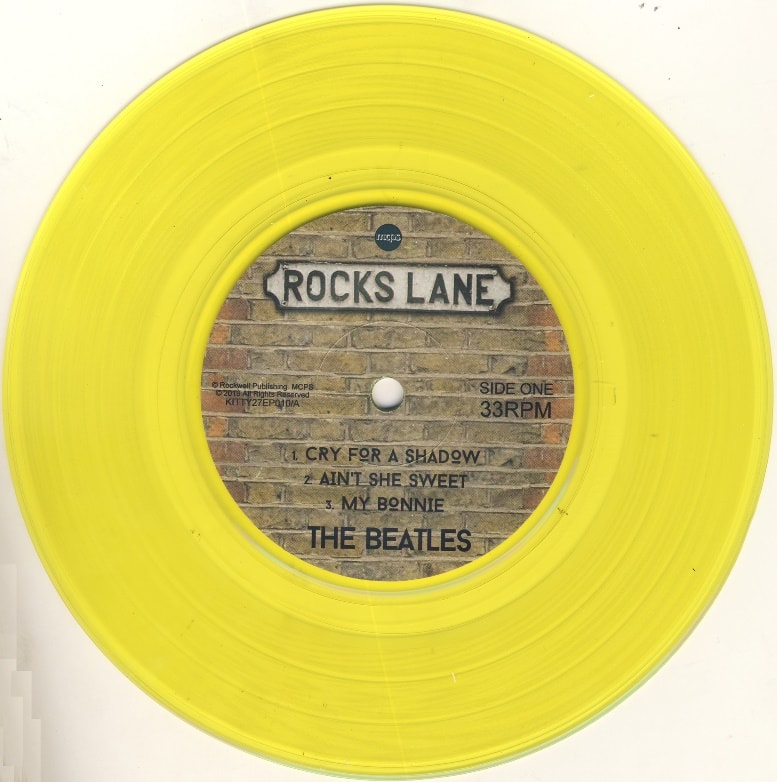 mcps
ROCKS LANE
© Rockwell Publishing. MCPS
© 2019 All Rights Reserved
KITTY27EP010/A
SIDE ONE
33RPM
1. CRY FOR A SHADOW
2. AIN'T SHE SWEET
3. MY BONNIE
THE BEATLES